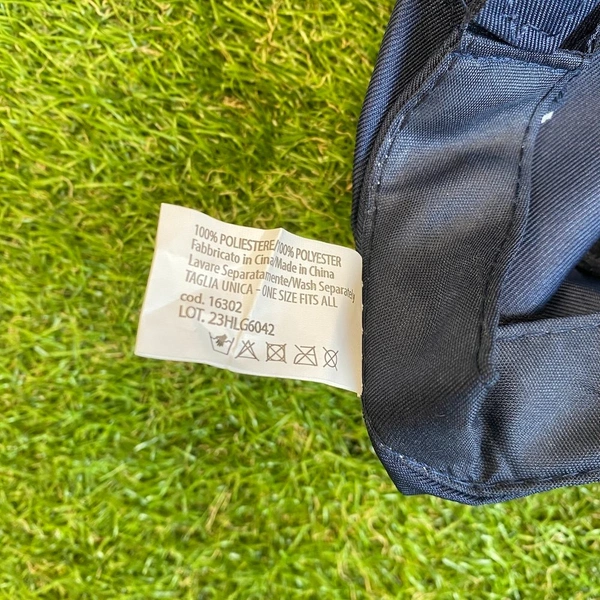 100% POLIESTERE/100% POLYESTER
Fabbricato in Cina/Made in China
Lavare Separatamente/Wash Separately
TAGLIA UNICA - ONE SIZE FITS ALL
cod. 16302
LOT. 23HLG6042